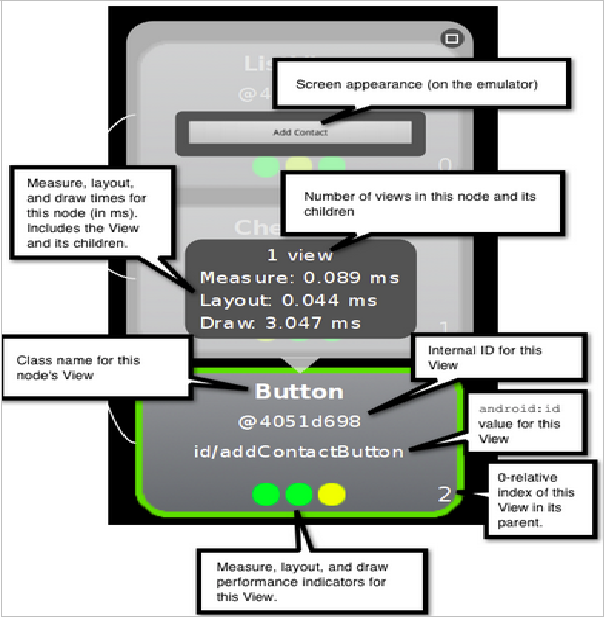 Screen appearance (on the emulator)
@4
Add Contact
0
Measure, layout,
and draw times for
this node (in ms).
Includes the View
and its children.
Number of views in this node and its
children
1 view
Measure: 0.089 ms
Layout: 0.044 ms
Draw: 3.047 ms
1
Class name for this
node's View
Internal ID for this
View
Button
@4051d698
id/addContactButton
android:id
value for this
View
2
0-relative
index of this
View in its
parent.
Measure, layout, and draw
performance indicators for
this View.